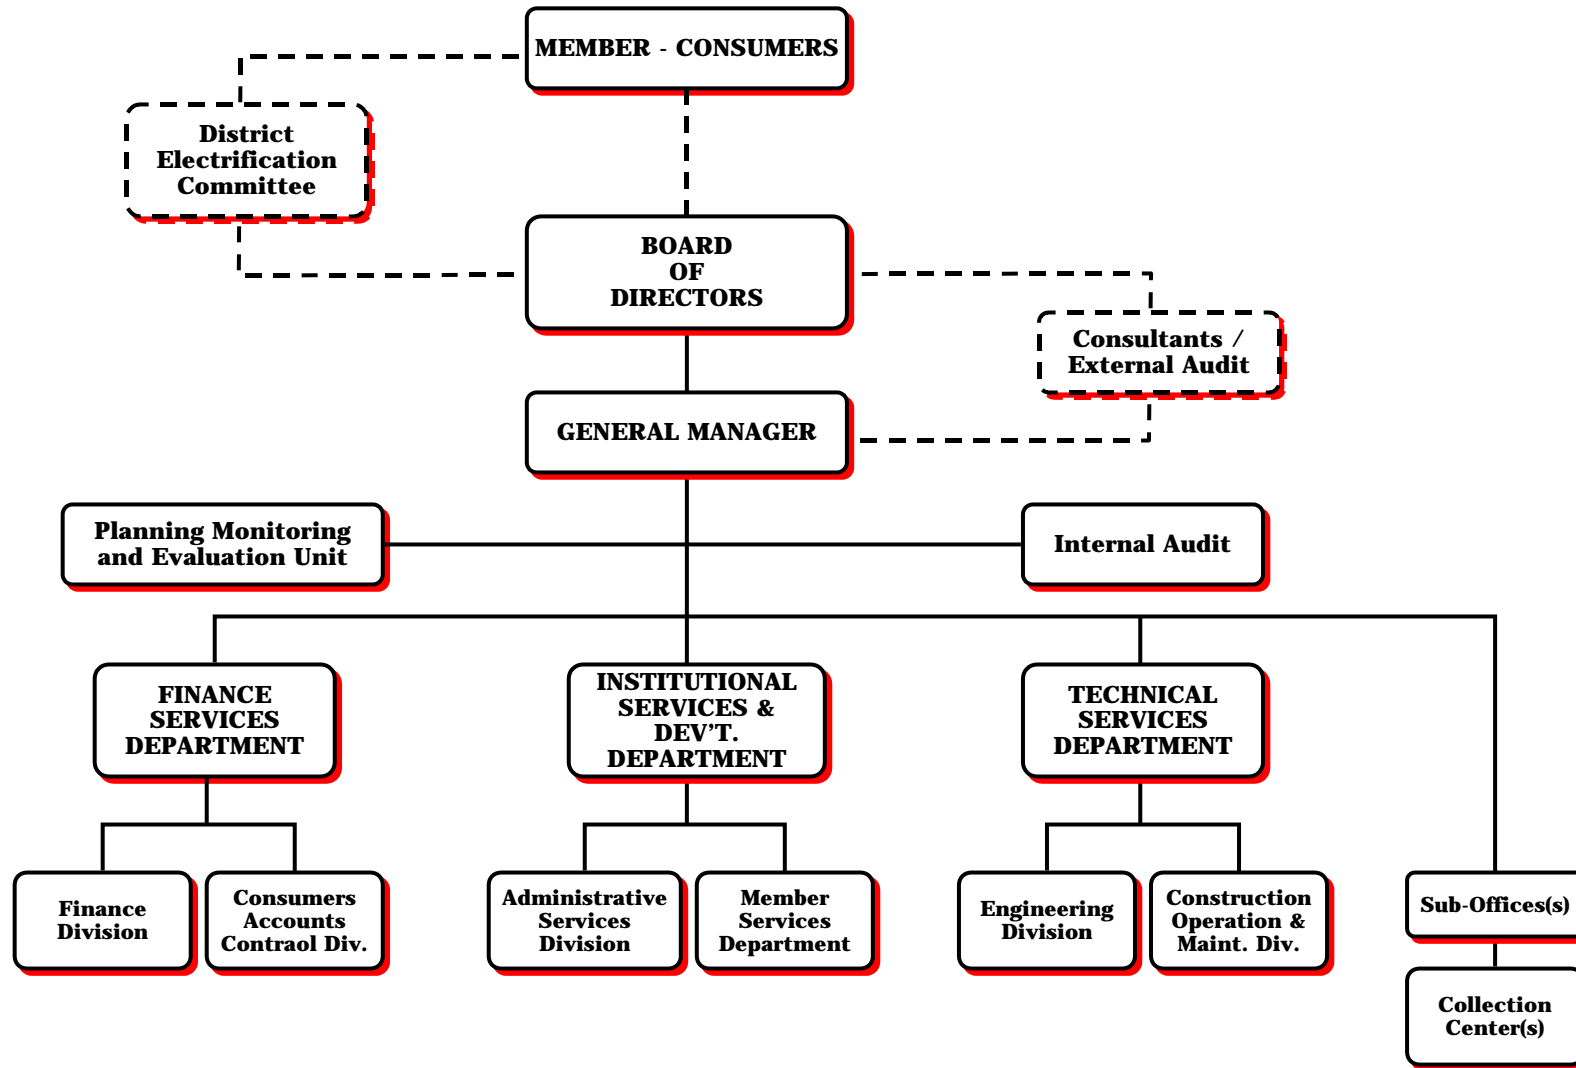 MEMBER - CONSUMERS
District
Electrification
Committee
BOARD
OF
DIRECTORS
Consultants /
External Audit
GENERAL MANAGER
Planning Monitoring
and Evaluation Unit
Internal Audit
FINANCE
SERVICES
DEPARTMENT
INSTITUTIONAL
SERVICES &
DEV'T.
DEPARTMENT
TECHNICAL
SERVICES
DEPARTMENT
Finance
Division
Consumers
Accounts
Contraol Div.
Administrative
Services
Division
Member
Services
Department
Engineering
Division
Construction
Operation &
Maint. Div.
Sub-Offices(s)
Collection
Center(s)